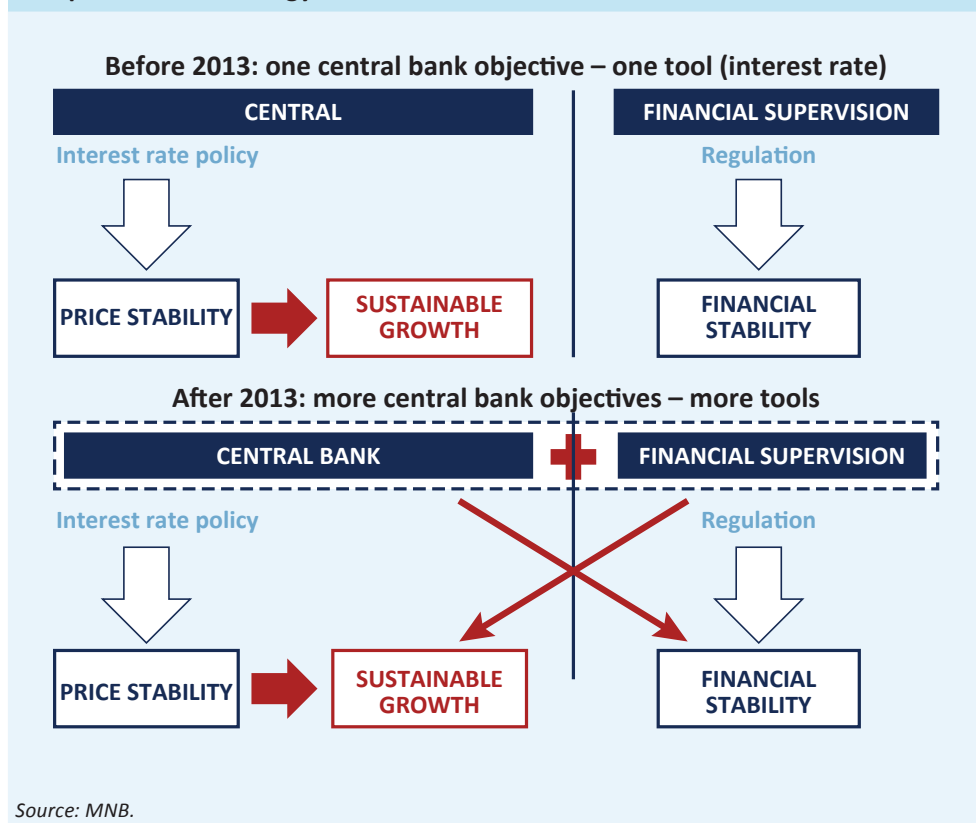 Before 2013: one central bank objective – one tool (interest rate)
CENTRAL
FINANCIAL SUPERVISION
Interest rate policy
Regulation
PRICE STABILITY
SUSTAINABLE
GROWTH
FINANCIAL
STABILITY
After 2013: more central bank objectives – more tools
CENTRAL BANK
FINANCIAL SUPERVISION
Interest rate policy
Regulation
PRICE STABILITY
SUSTAINABLE
GROWTH
FINANCIAL
STABILITY
Source: MNB.